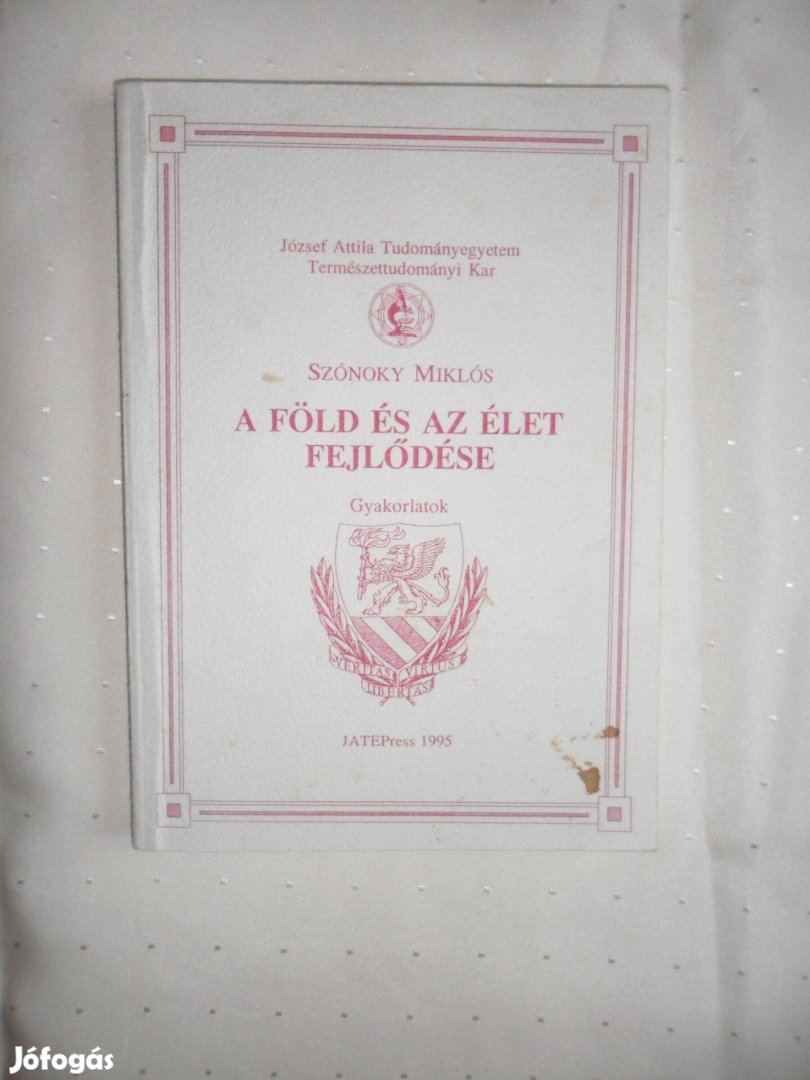 József Attila Tudományegyetem
Természettudományi Kar
SZÓNOKY MIKLÓS
A FÖLD ÉS AZ ÉLET
FEJLŐDÉSE
Gyakorlatok
VERITAS VIRTUS
LIBERTAS
JATEPress 1995
Jófogás